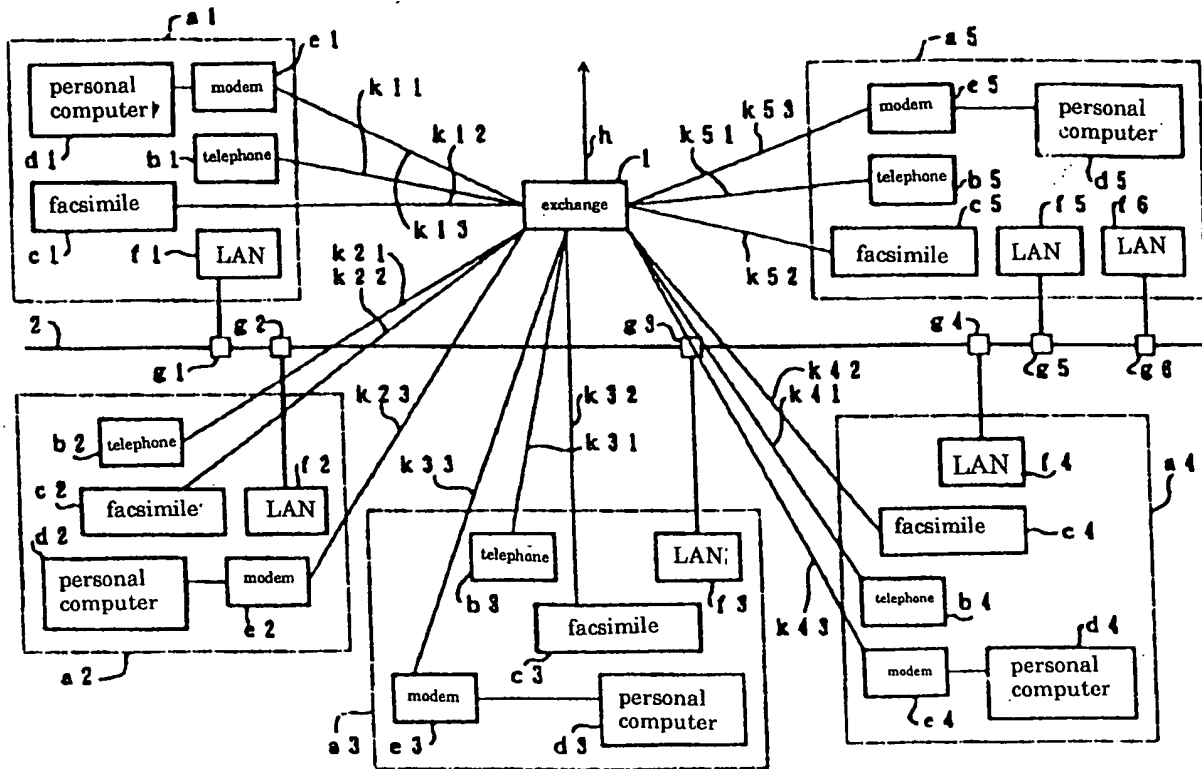 a 1
e 1
personal
computer
modem
k 1 1
k 1 2
d 1
b 1
telephone
facsimile
k 1 3
c 1
f 1
LAN
h
1
exchange
a 5
modem
e 5
personal
computer
k 5 3
k 5 1
telephone
b 5
d 5
c 5
f 5
f 6
facsimile
LAN
LAN
k 5 2
k 2 1
k 2 2
2
g 1
g 2
g 3
g 4
g 5
g 6
b 2
telephone
k 2 3
c 2
facsimile
f 2
LAN
d 2
personal
computer
modem
e 2
a 2
k 3 3
k 3 2
k 3 1
telephone
b 3
LAN
f 3
facsimile
c 3
modem
e 3
personal
computer
d 3
a 3
k 4 2
k 4 1
LAN
f 4
a 4
facsimile
c 4
telephone
b 4
k 4 3
d 4
modem
personal
computer
e 4